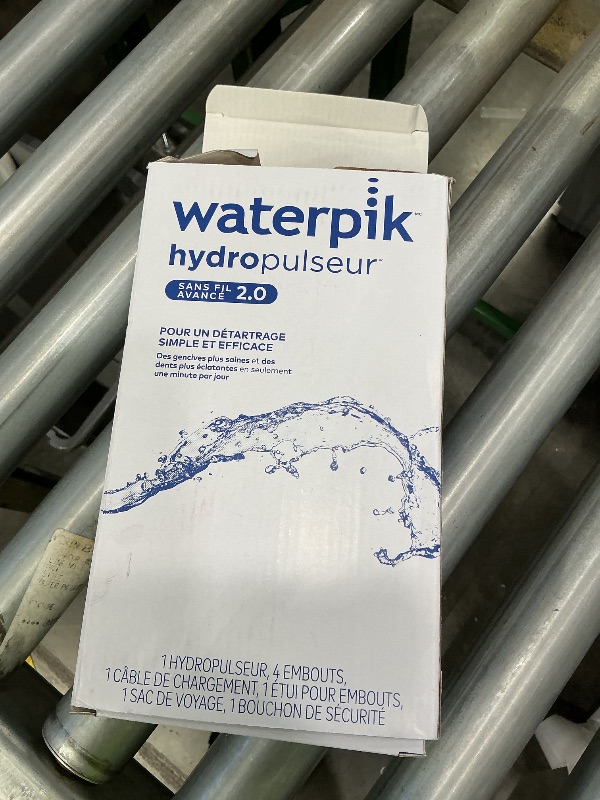 waterpik™
hydropulseur™
SANS FIL
AVANCÉ 2.0
POUR UN DÉTARTRAGE
SIMPLE ET EFFICACE
Des gencives plus saines et des
dents plus éclatantes en seulement
une minute par jour
1 HYDROPULSEUR, 4 EMBOUTS,
1 CÂBLE DE CHARGEMENT, 1 ÉTUI POUR EMBOUTS,
1 SAC DE VOYAGE, 1 BOUCHON DE SÉCURITÉ